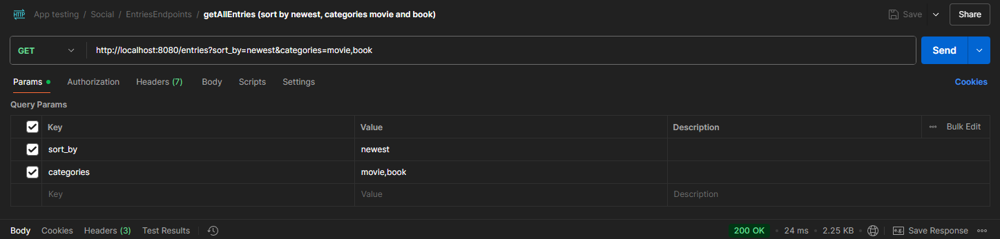 HTTP App testing / Social / EntriesEndpoints / getAllEntries (sort by newest, categories movie and book) Save Share
GET http://localhost:8080/entries?sort_by=newest&categories=movie,book Send
Params Authorization Headers (7) Body Scripts Settings Cookies
Query Params
Key Value Description Bulk Edit
sort_by newest
categories movie,book
Key Value Description
Body Cookies Headers (3) Test Results 200 OK • 24 ms • 2.25 KB e.g. Save Response